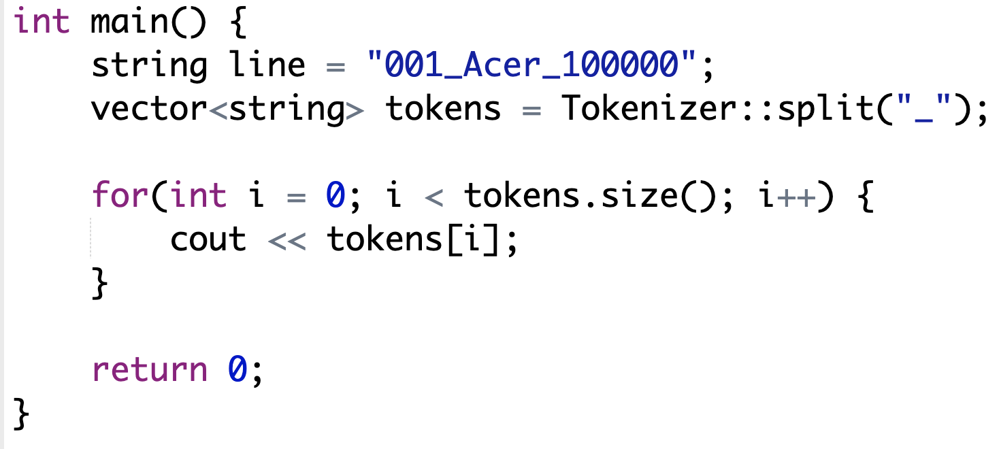 int main() {
    string line = "001_Acer_100000";
    vector<string> tokens = Tokenizer::split("_");

    for(int i = 0; i < tokens.size(); i++) {
        cout << tokens[i];
    }

    return 0;
}